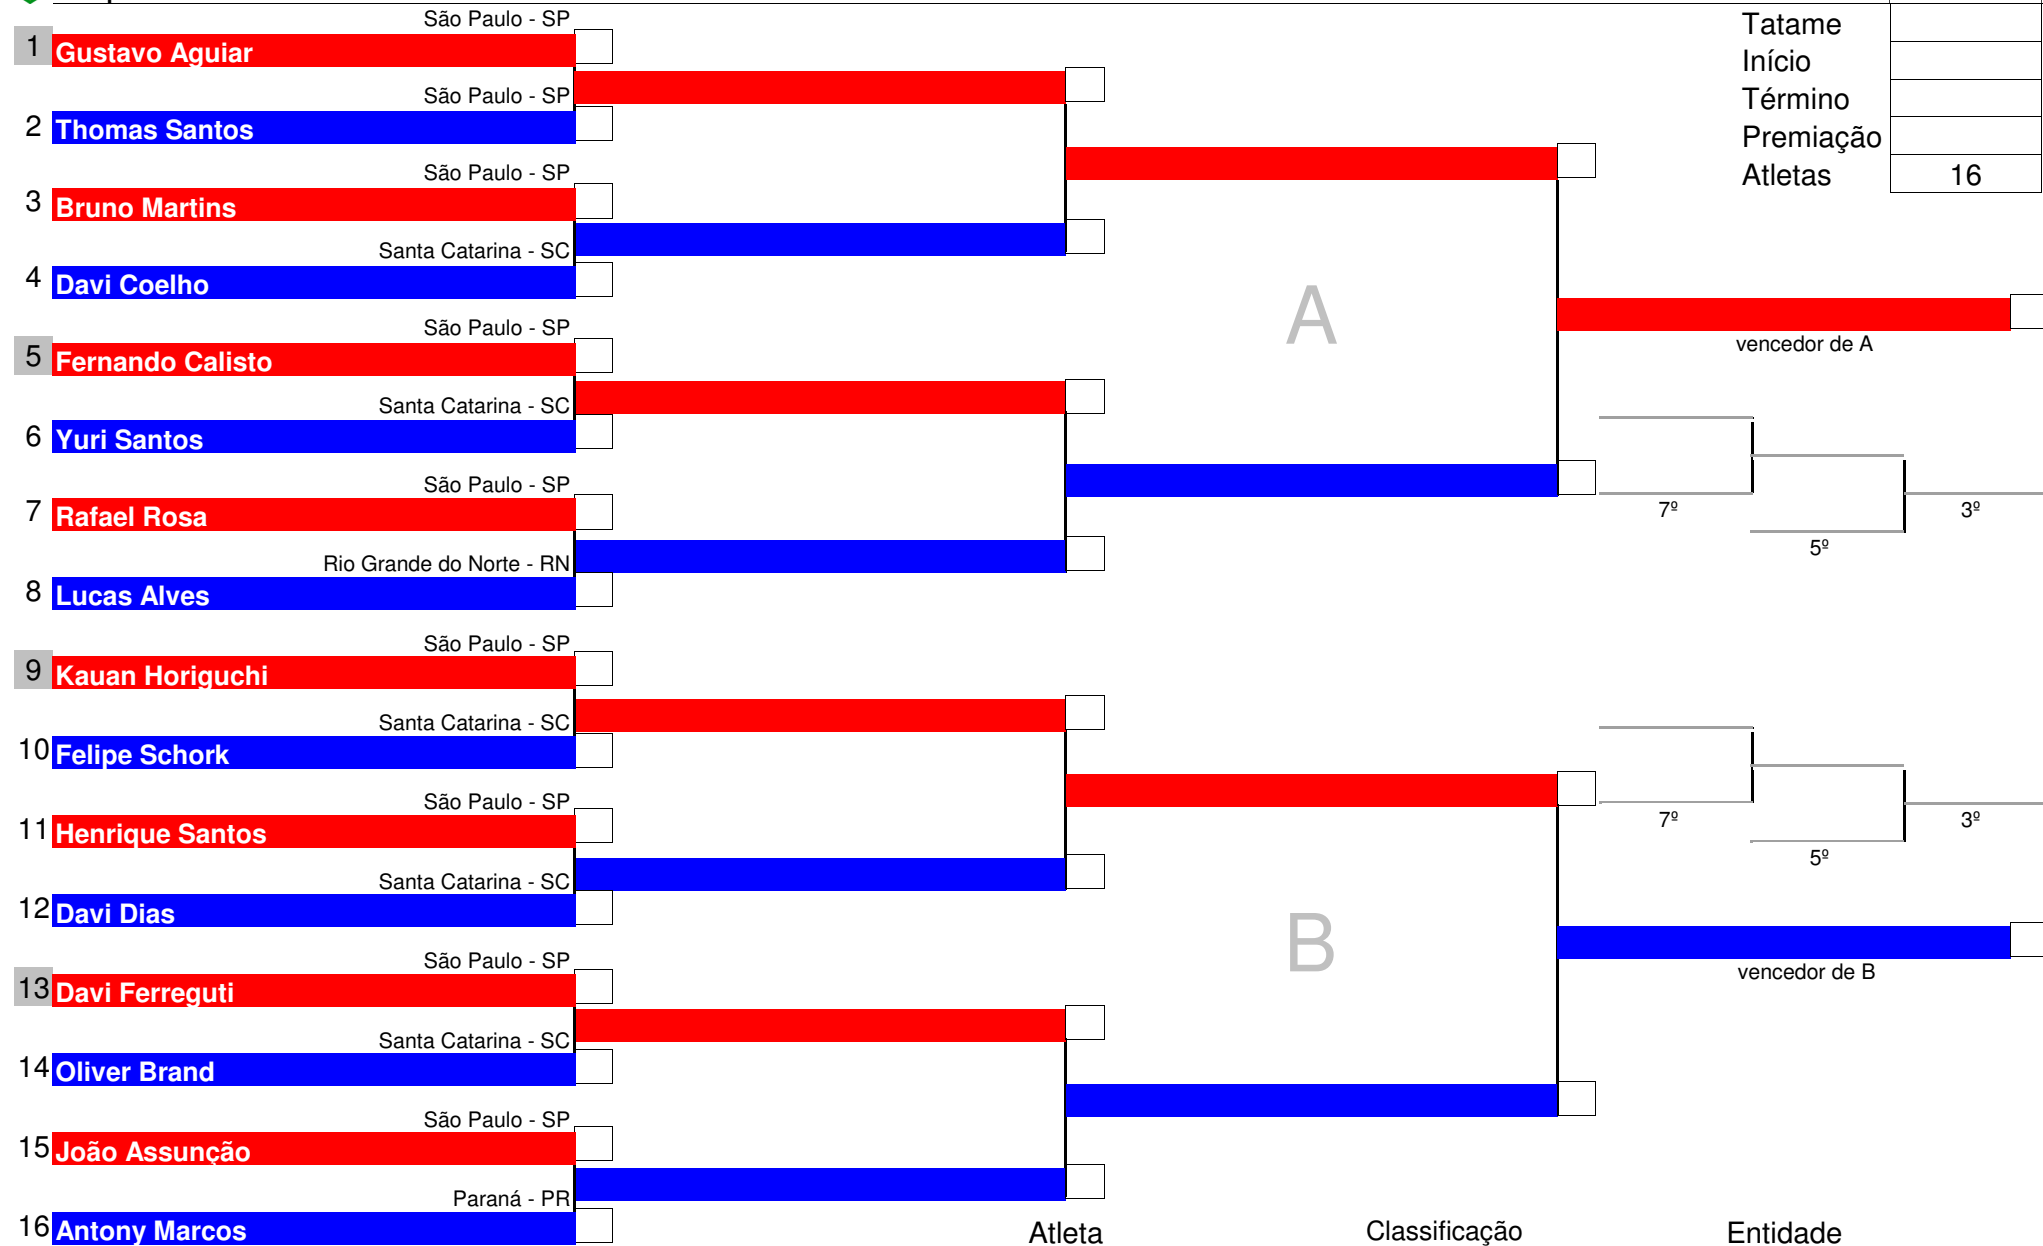 São Paulo - SP
1 Gustavo Aguiar
São Paulo - SP
2 Thomas Santos
São Paulo - SP
3 Bruno Martins
Santa Catarina - SC
4 Davi Coelho
São Paulo - SP
5 Fernando Calisto
Santa Catarina - SC
6 Yuri Santos
São Paulo - SP
7 Rafael Rosa
Rio Grande do Norte - RN
8 Lucas Alves
São Paulo - SP
9 Kauan Horiguchi
Santa Catarina - SC
10 Felipe Schork
São Paulo - SP
11 Henrique Santos
Santa Catarina - SC
12 Davi Dias
São Paulo - SP
13 Davi Ferreguti
Santa Catarina - SC
14 Oliver Brand
São Paulo - SP
15 João Assunção
Paraná - PR
16 Antony Marcos
A
B
Tatame
Início
Término
Premiação
Atletas 16
vencedor de A
7º
3º
5º
7º
3º
5º
vencedor de B
Atleta Classificação Entidade